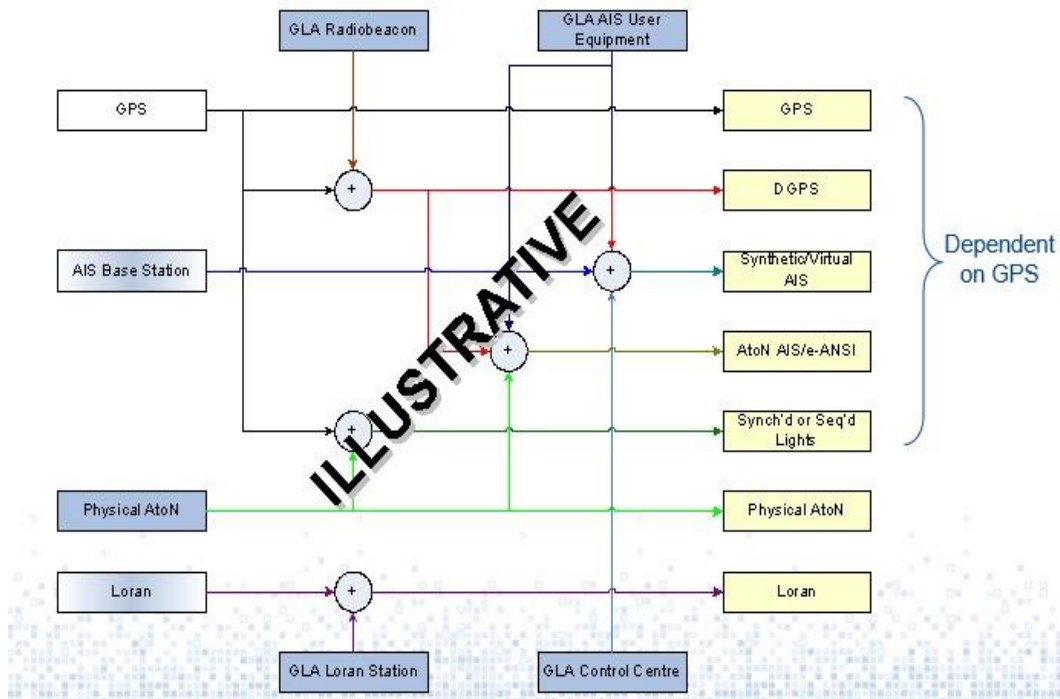 GLA Radiobeacon
GLA AIS User
Equipment
GPS
GPS
+
DGPS
AIS Base Station
+
Synthetic/Virtual
AIS
Dependent
on GPS
+
AtoN AIS/e-ANSI
+
Synch'd or Seq'd
Lights
ILLUSTRATIVE
Physical AtoN
Physical AtoN
Loran
+
Loran
GLA Loran Station
GLA Control Centre